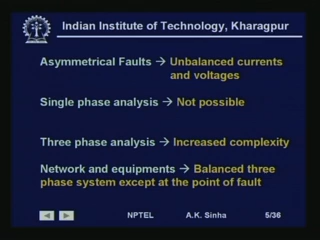 Indian Institute of Technology, Kharagpur
Asymmetrical Faults → Unbalanced currents
and voltages
Single phase analysis → Not possible
Three phase analysis → Increased complexity
Network and equipments → Balanced three
phase system except at the point of fault
NPTEL A.K. Sinha 5/36